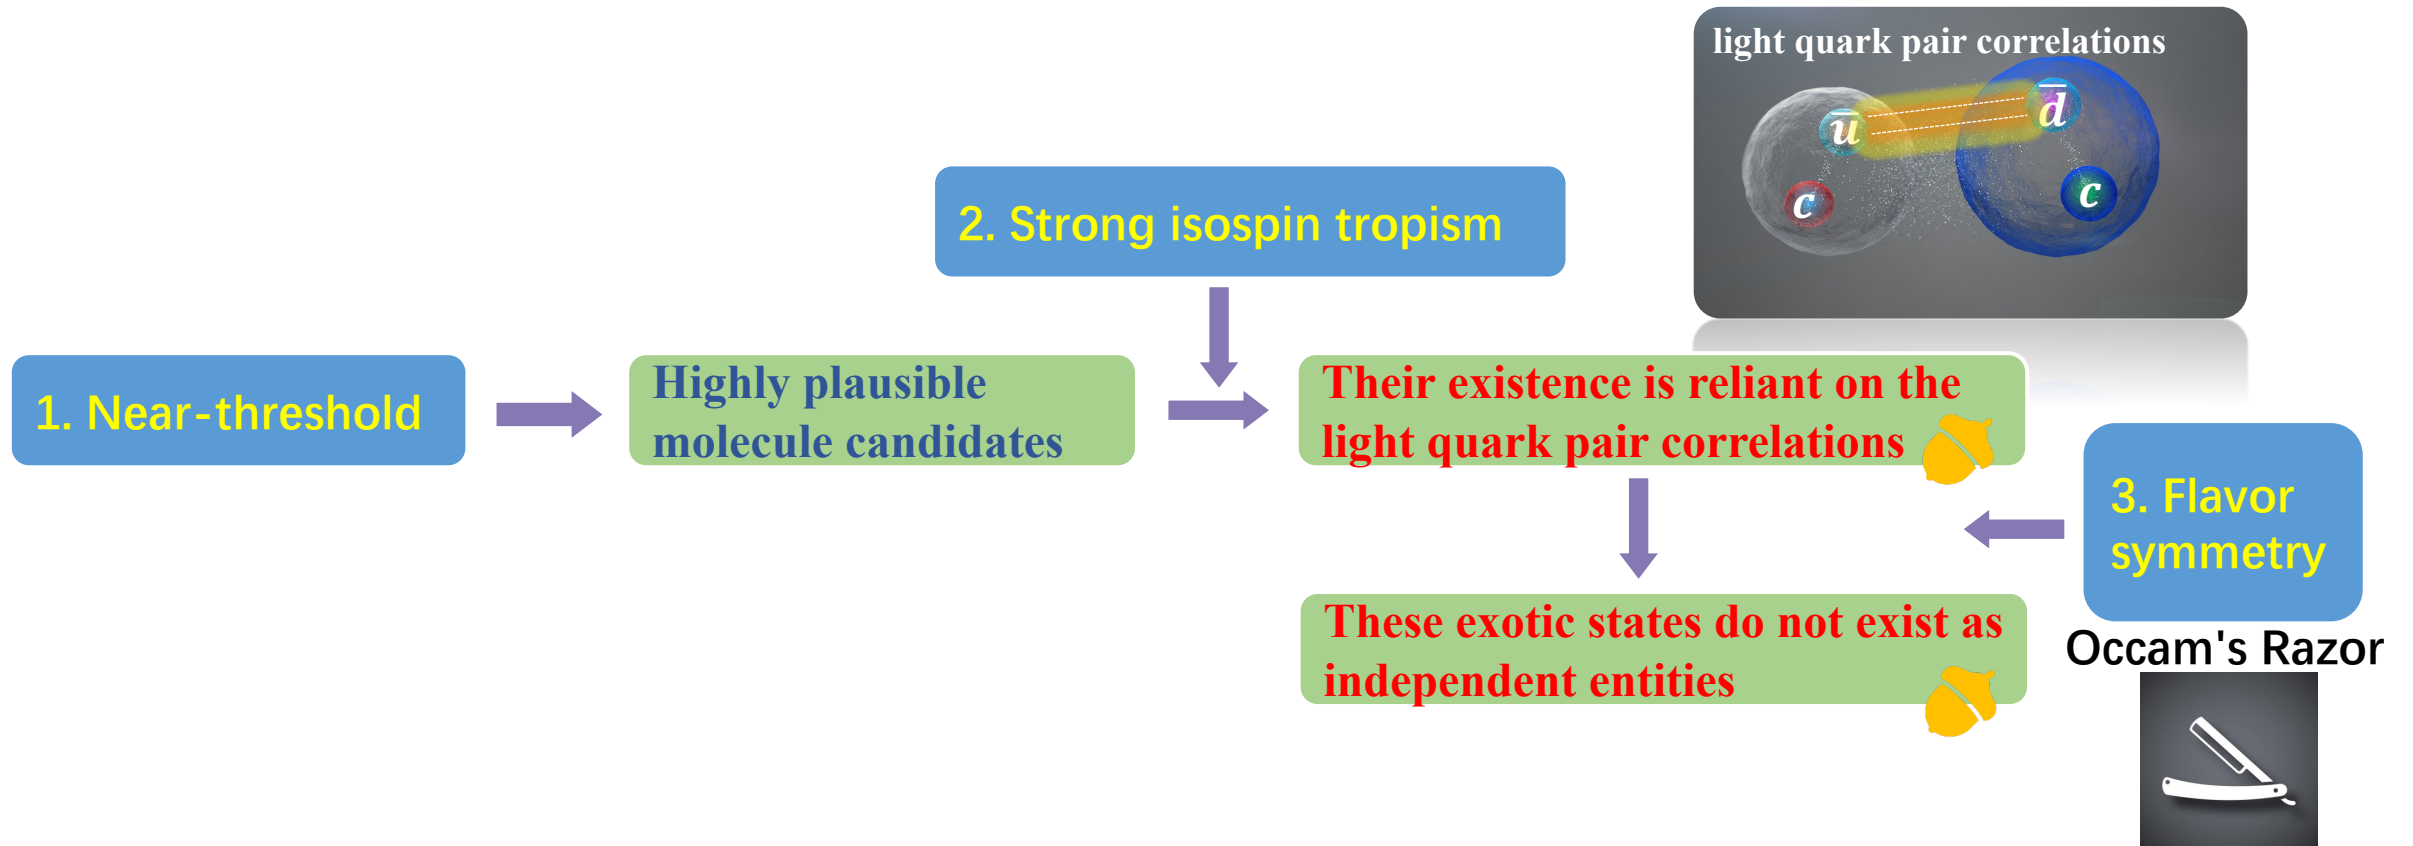 light quark pair correlations
u̅
d̅
c
c
2. Strong isospin tropism
1. Near-threshold
Highly plausible
molecule candidates
Their existence is reliant on the
light quark pair correlations
3. Flavor
symmetry
These exotic states do not exist as
independent entities
Occam's Razor